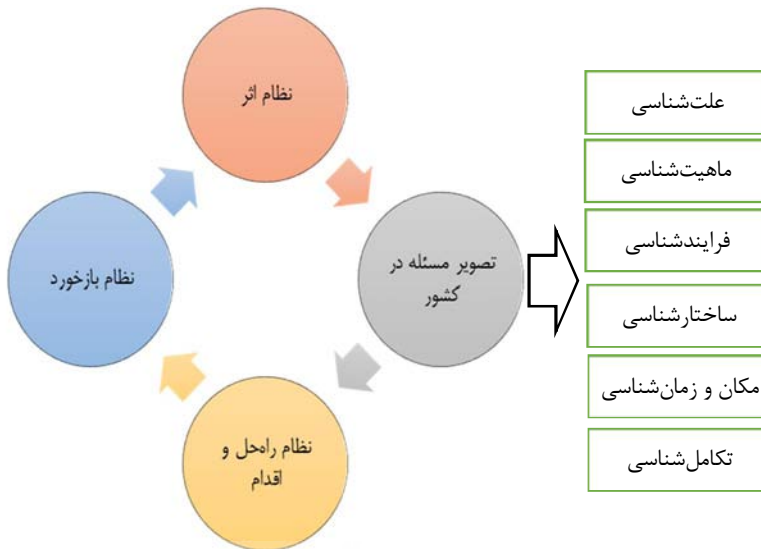 نظام اثر
تصویر مسئله در
کشور
نظام راه‌حل و
اقدام
نظام بازخورد
علت‌شناسی
ماهیت‌شناسی
فرایندشناسی
ساختارشناسی
مکان و زمان‌شناسی
تکامل‌شناسی